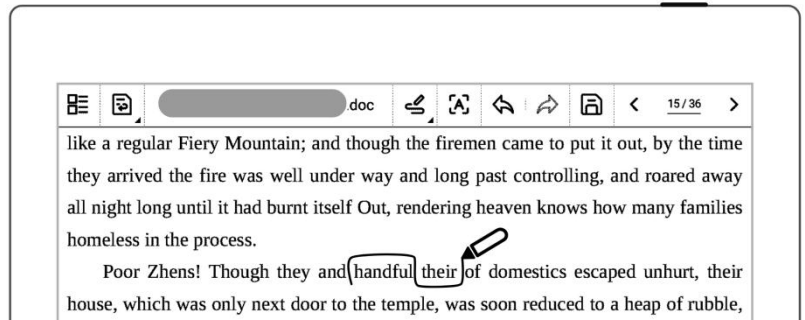 .doc
15/36
like a regular Fiery Mountain; and though the firemen came to put it out, by the time
they arrived the fire was well under way and long past controlling, and roared away
all night long until it had burnt itself Out, rendering heaven knows how many families
homeless in the process.
Poor Zhens! Though they and handful their of domestics escaped unhurt, their
house, which was only next door to the temple, was soon reduced to a heap of rubble,